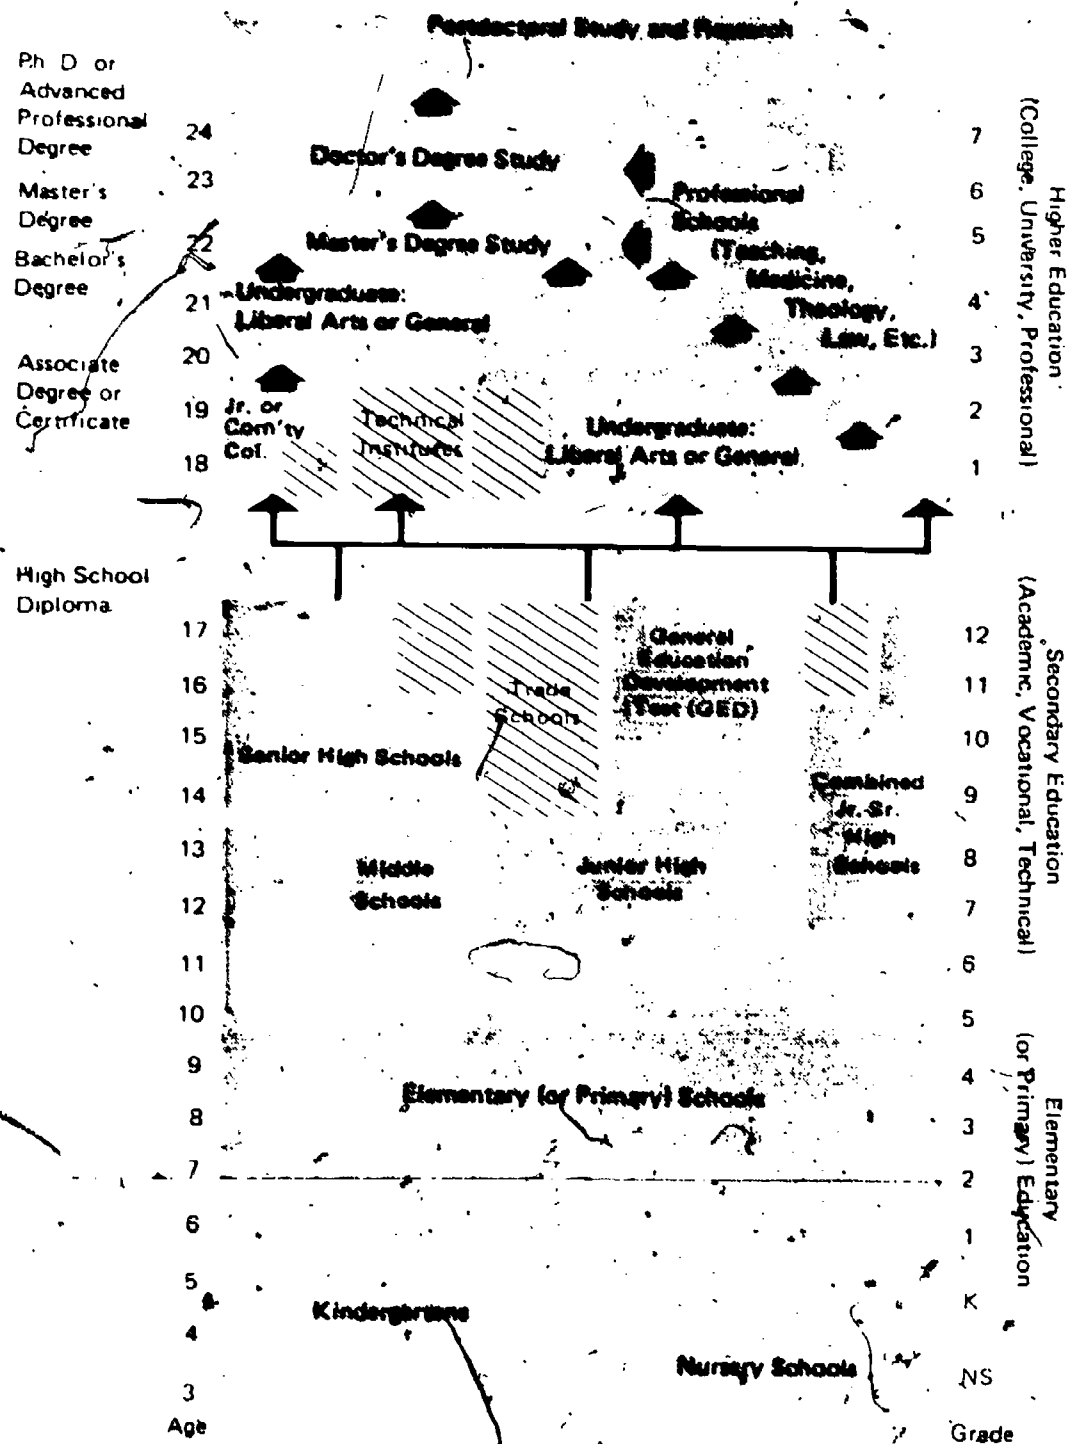 Postdoctoral Study and Research
Ph D or
Advanced
Professional
Degree
24
7
Doctor's Degree Study
23
6
Master's
Degree
Professional
Schools
(Teaching,
Medicine,
Theology,
Law, Etc.)
22
5
Master's Degree Study
Bachelor's
Degree
21
4
Undergraduate:
Liberal Arts or General
20
3
Associate
Degree or
Certificate
19
2
Jr. or
Com'ty
Col.
Technical
Institutes
Undergraduate:
Liberal Arts or General
18
1
Higher Education
(College, University, Professional)
High School
Diploma
17
12
General
Education
Development
(Test (GED)
16
11
Trade
Schools
15
10
Senior High Schools
14
9
Combined
Jr.-Sr.
High
Schools
13
8
Middle
Schools
Junior High
Schools
12
7
11
6
Secondary Education
(Academic, Vocational, Technical)
10
5
9
4
Elementary (or Primary) Schools
8
3
7
2
6
1
5
K
Kindergartens
4
Nursery Schools
NS
3
Age
Grade
Elementary
(or Primary) Education